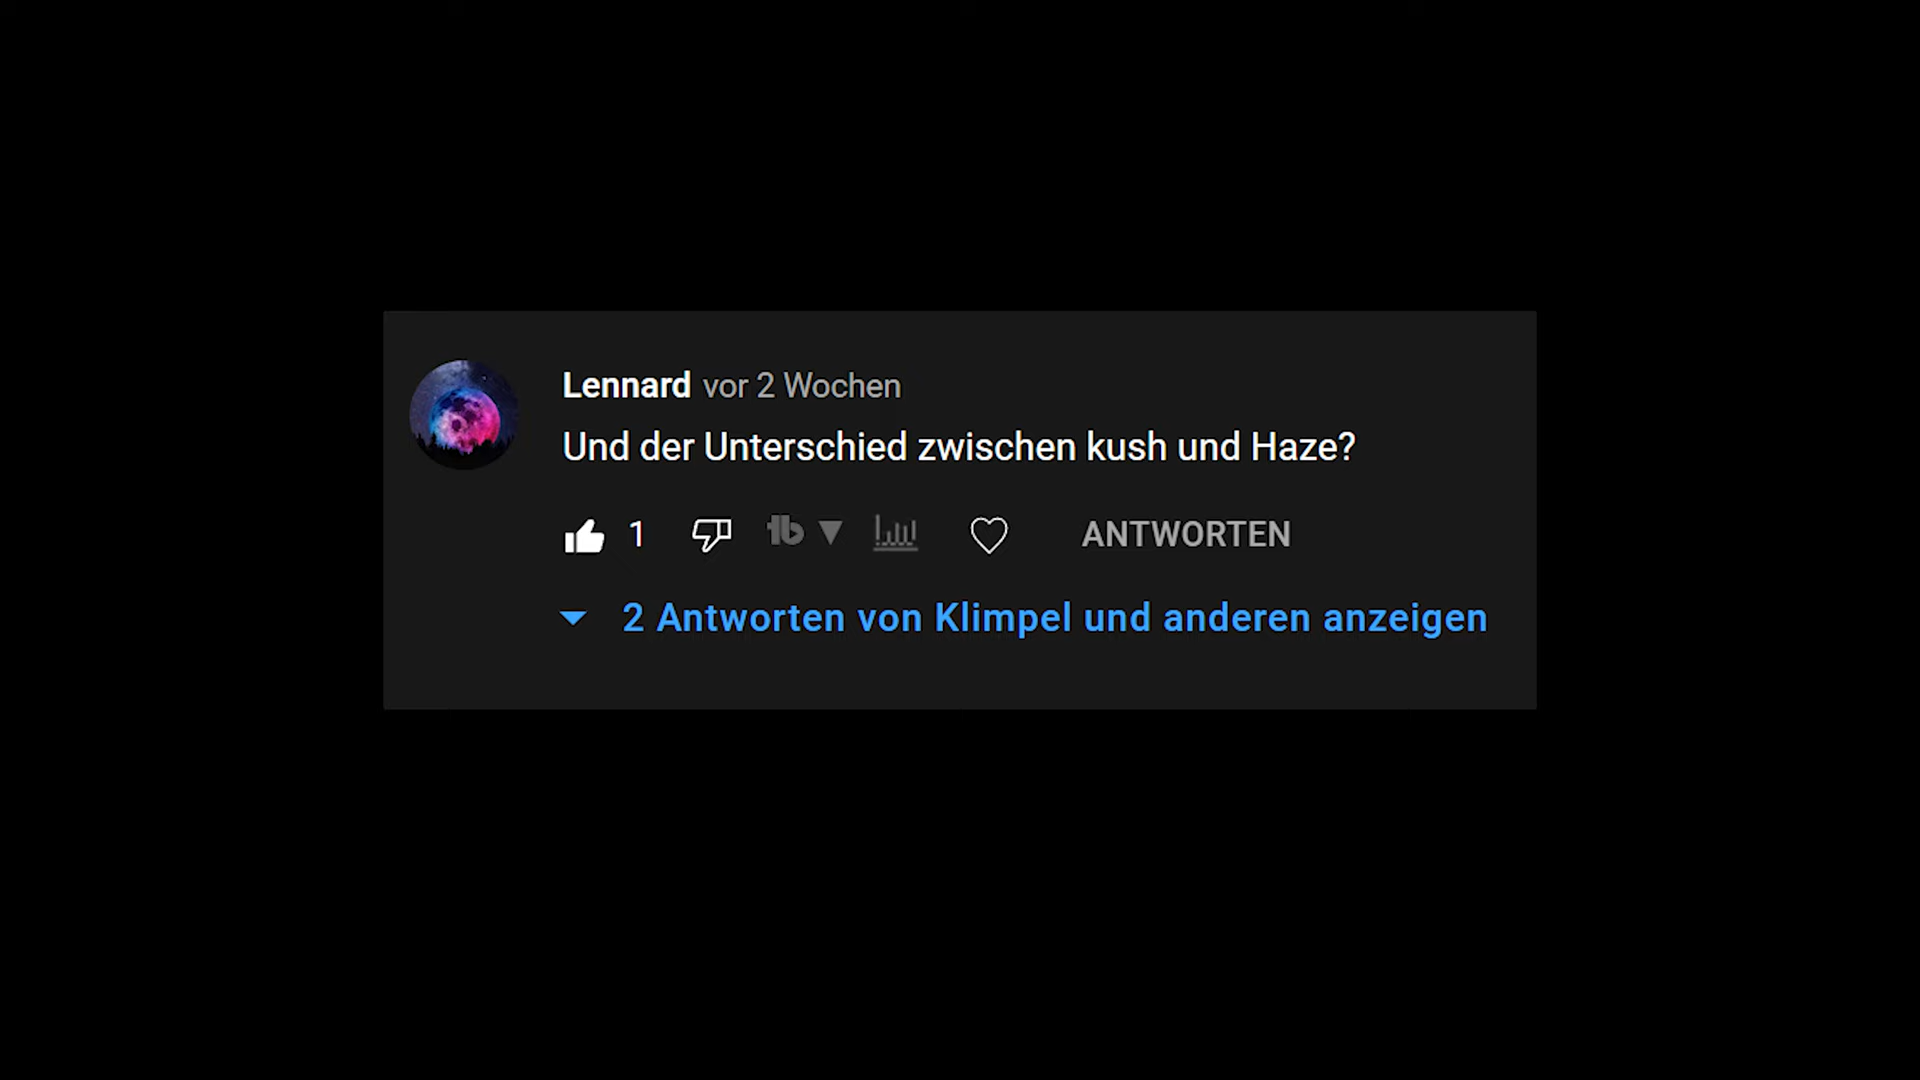 Lennard vor 2 Wochen
Und der Unterschied zwischen kush und Haze?
1 tb ANTWORTEN
2 Antworten von Klimpel und anderen anzeigen